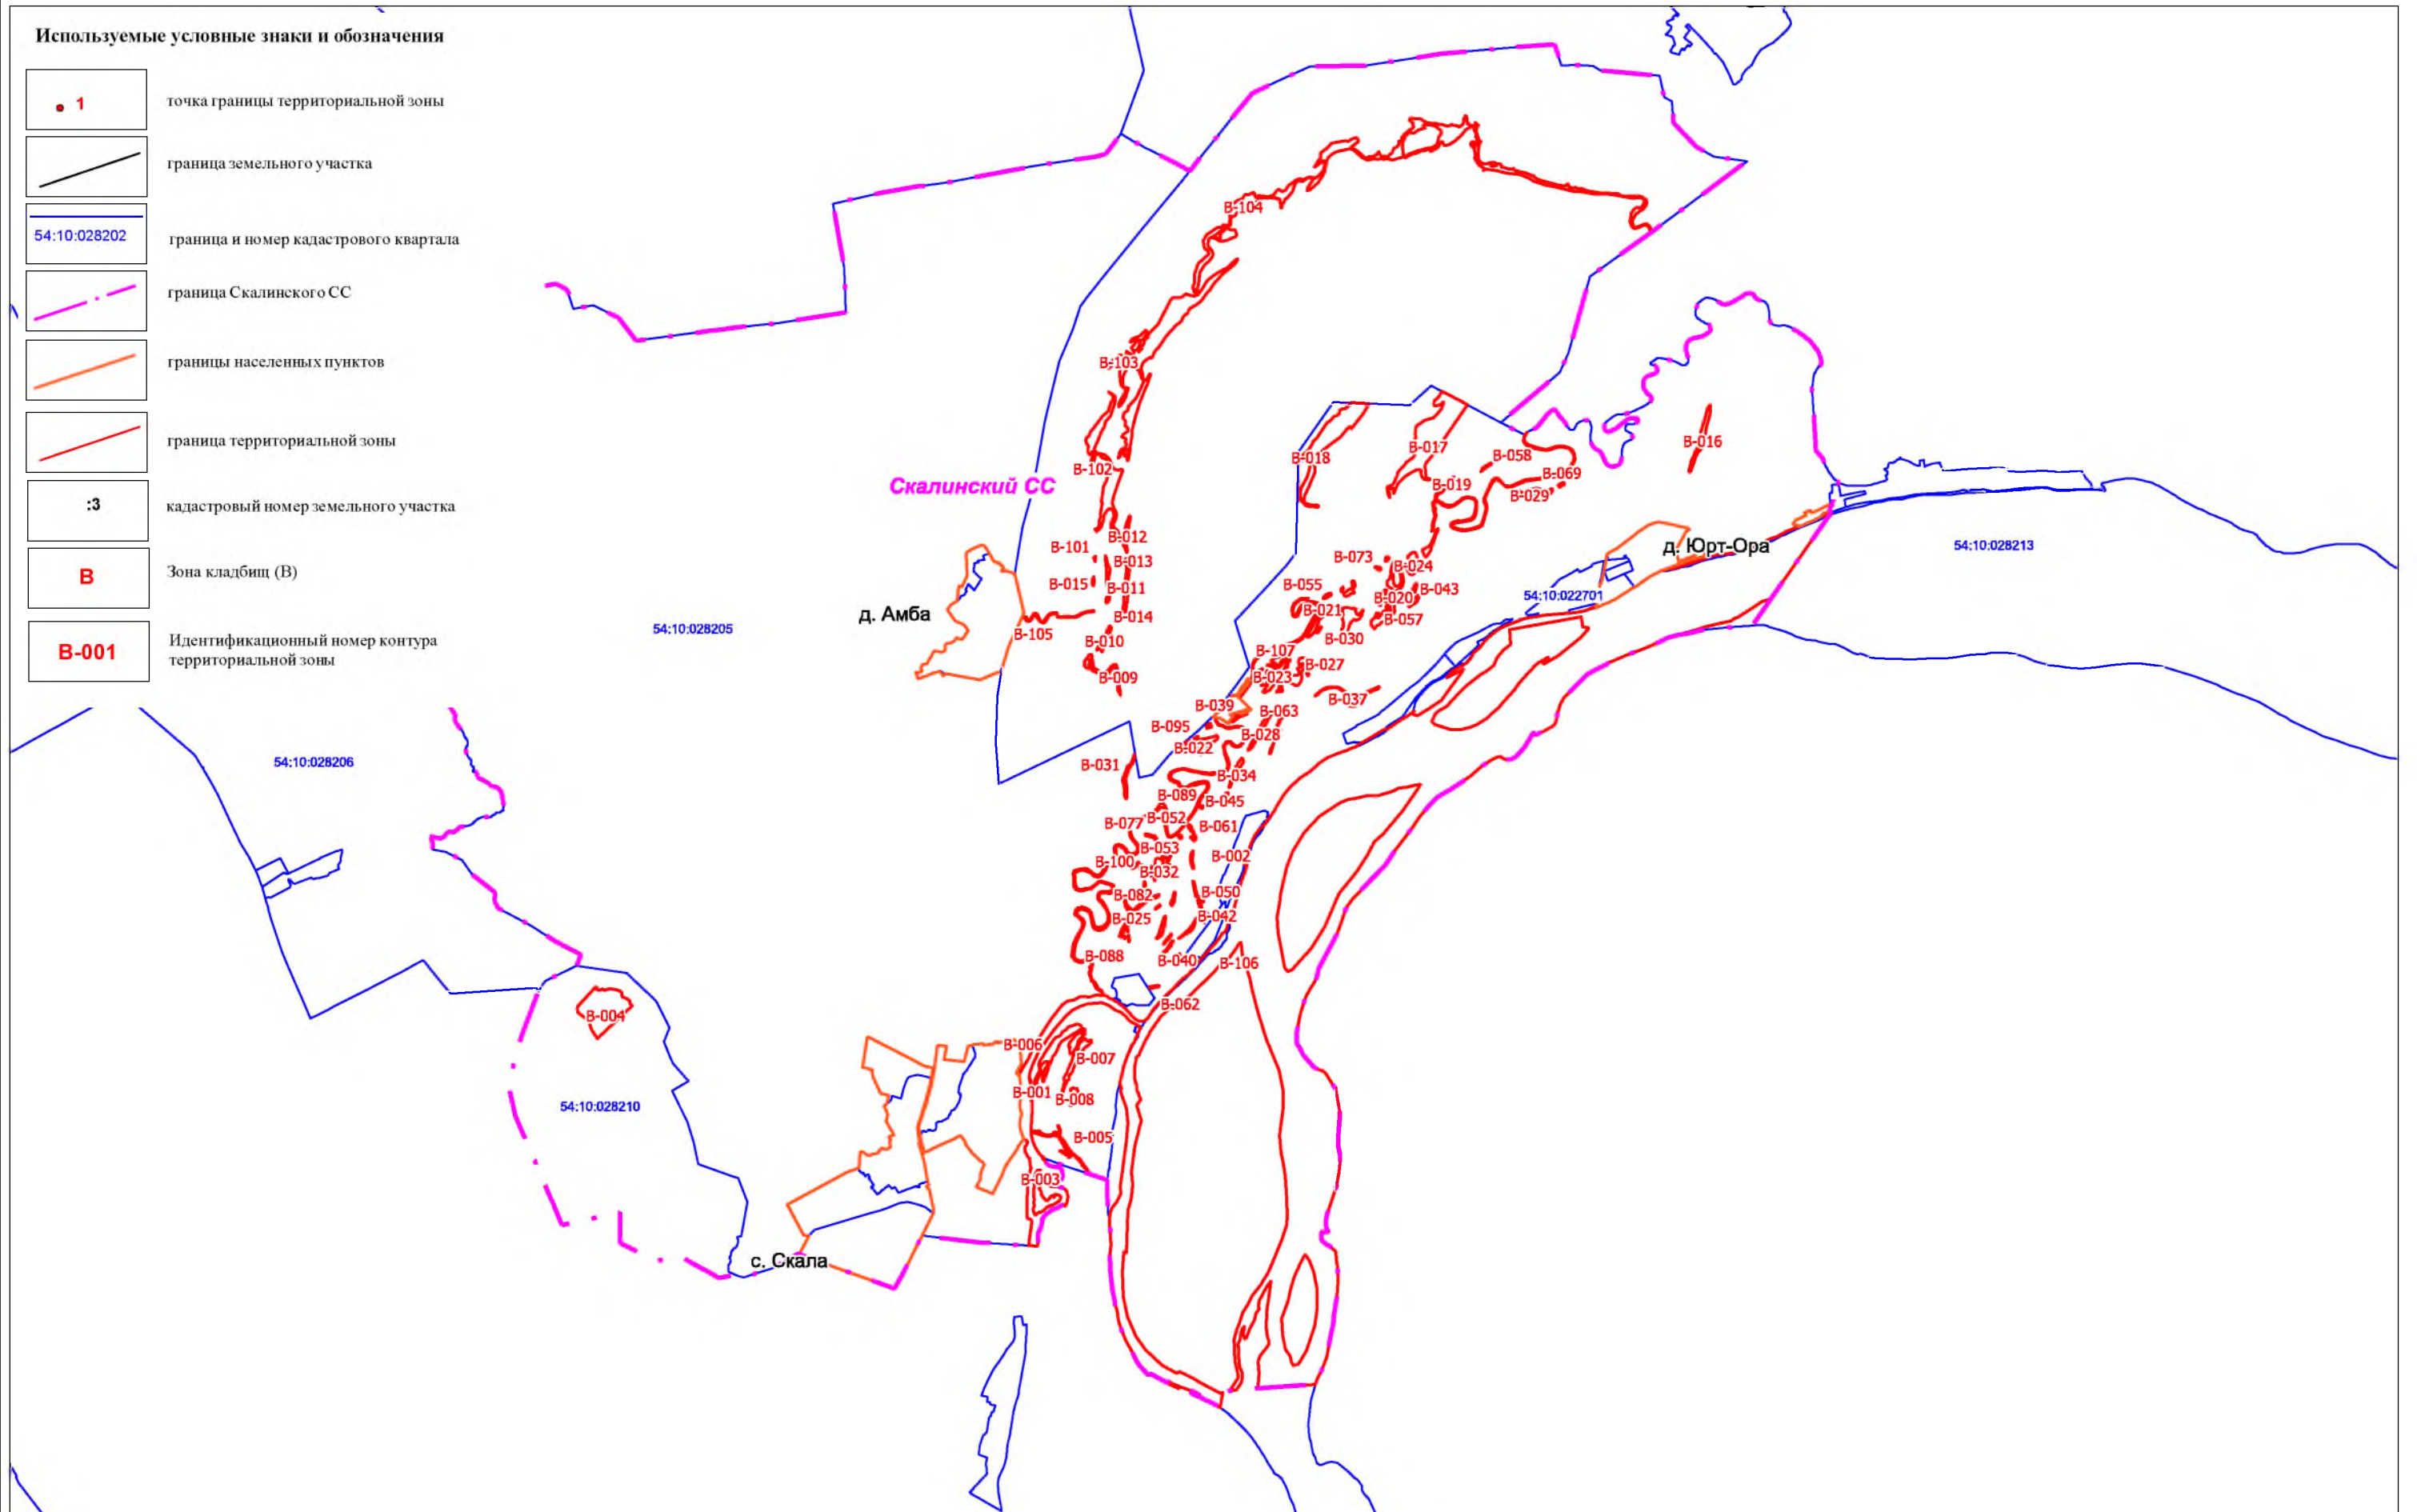 Используемые условные знаки и обозначения
1
точка границы территориальной зоны
граница земельного участка
54:10:028202
граница и номер кадастрового квартала
граница Скалинского СС
границы населенных пунктов
граница территориальной зоны
:3
кадастровый номер земельного участка
В
Зона кладбищ (В)
В-001
Идентификационный номер контура
территориальной зоны
В-104
В-103
В-016
В-017
В-018
В-058
В-102
В-069
Скалинский СС
В-019
В-029
В-012
В-101
д. Юрт-Ора
54:10:028213
В-073
В-013
В-024
В-015
В-055
В-011
В-043
54:10:022701
В-020
В-021
д. Амба
В-014
В-057
54:10:028205
В-105
В-030
В-010
В-107
В-027
В-009
В-023
В-037
В-039
В-063
В-095
В-028
В-022
54:10:028206
В-031
В-034
В-089
В-045
В-052
В-077
В-061
В-053
В-002
В-100
В-032
В-050
В-082
В-042
В-025
В-088
В-040
В-106
В-062
В-004
В-006
В-007
В-001
В-008
54:10:028210
В-005
В-003
с. Скала